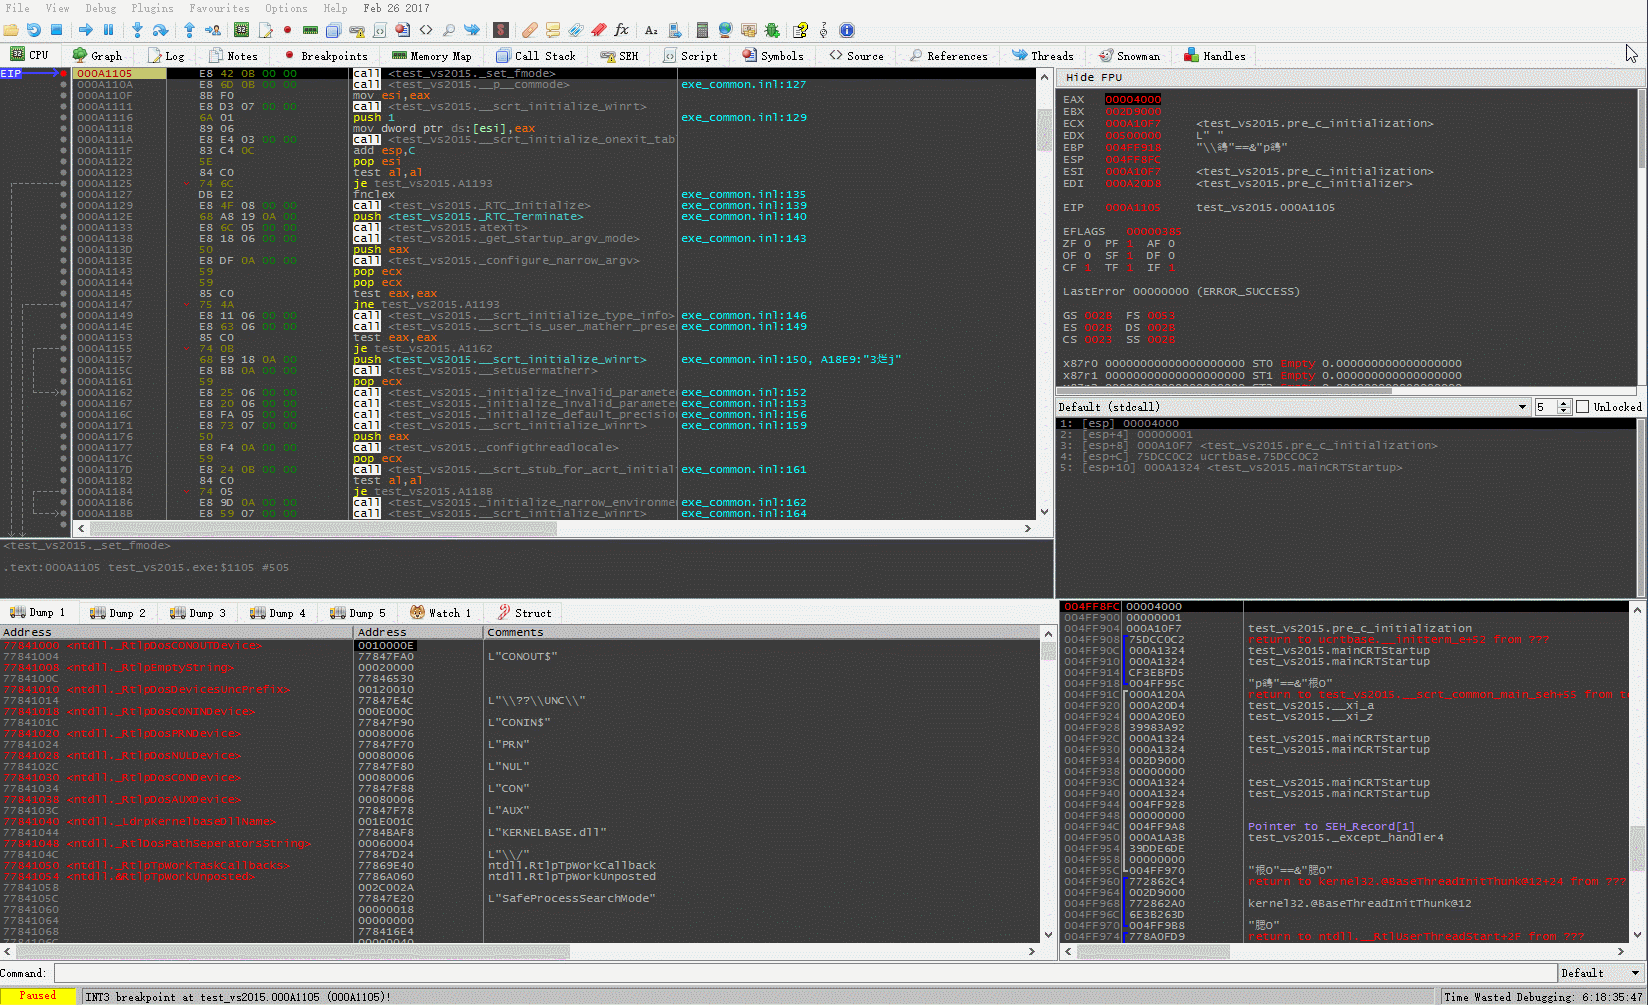 File View Debug Plugins Favourites Options Help Feb 26 2017
CPU Graph Log Notes Breakpoints Memory Map Call Stack SEH Script Symbols Source References Threads Snowman Handles
EIP
000A1105 E8 42 0B 00 00 call <test_vs2015._set_fmode>
000A110A E8 6D 0B 00 00 call <test_vs2015.__p__commode> exe_common.inl:127
000A110F 8B F0 mov esi,eax
000A1111 E8 D3 07 00 00 call <test_vs2015.__scrt_initialize_winrt>
000A1116 6A 01 push 1 exe_common.inl:129
000A1118 89 06 mov dword ptr ds:[esi],eax
000A111A E8 E4 03 00 00 call <test_vs2015.__scrt_initialize_onexit_tab
000A111F 83 C4 0C add esp,C
000A1122 5E pop esi
000A1123 84 C0 test al,al
000A1125 74 6C je test_vs2015.A1193
000A1127 DB E2 fnclex exe_common.inl:135
000A1129 E8 4F 08 00 00 call <test_vs2015._RTC_Initialize> exe_common.inl:139
000A112E 68 A8 19 0A 00 push <test_vs2015._RTC_Terminate> exe_common.inl:140
000A1133 E8 6C 05 00 00 call <test_vs2015.atexit>
000A1138 E8 18 06 00 00 call <test_vs2015._get_startup_argv_mode> exe_common.inl:143
000A113D 50 push eax
000A113E E8 DF 0A 00 00 call <test_vs2015._configure_narrow_argv>
000A1143 59 pop ecx
000A1144 59 pop ecx
000A1145 85 C0 test eax,eax
000A1147 75 4A jne test_vs2015.A1193
000A1149 E8 11 06 00 00 call <test_vs2015.__scrt_initialize_type_info> exe_common.inl:146
000A114E E8 63 06 00 00 call <test_vs2015.__scrt_is_user_matherr_prese exe_common.inl:149
000A1153 85 C0 test eax,eax
000A1155 74 0B je test_vs2015.A1162
000A1157 68 E9 18 0A 00 push <test_vs2015.__scrt_initialize_winrt> exe_common.inl:150, A18E9:
000A115C E8 BB 0A 00 00 call <test_vs2015.__setusermatherr>
000A1161 59 pop ecx
000A1162 E8 25 06 00 00 call <test_vs2015._initialize_invalid_paramete exe_common.inl:152
000A1167 E8 20 06 00 00 call <test_vs2015._initialize_invalid_paramete exe_common.inl:153
000A116C E8 FA 05 00 00 call <test_vs2015._initialize_default_precisio exe_common.inl:156
000A1171 E8 73 07 00 00 call <test_vs2015.__scrt_initialize_winrt> exe_common.inl:159
000A1176 50 push eax
000A1177 E8 F4 0A 00 00 call <test_vs2015._configthreadlocale>
000A117C 59 pop ecx
000A117D E8 24 0B 00 00 call <test_vs2015.__scrt_stub_for_acrt_initial exe_common.inl:161
000A1182 84 C0 test al,al
000A1184 74 05 je test_vs2015.A118B
000A1186 E8 9D 0A 00 00 call <test_vs2015._initialize_narrow_environme exe_common.inl:162
000A118B E8 59 07 00 00 call <test_vs2015.__scrt_initialize_winrt> exe_common.inl:164
<test_vs2015._set_fmode>
.text:000A1105 test_vs2015.exe:$1105 #505
Hide FPU
EAX 00004000
EBX 002D9000
ECX 000A10F7 <test_vs2015.pre_c_initialization>
EDX 00500000 L" "
EBP 004FF918
ESP 004FF8FC
ESI 000A10F7 <test_vs2015.pre_c_initialization>
EDI 000A20D8 <test_vs2015.pre_c_initializer>
EIP 000A1105 test_vs2015.000A1105
EFLAGS 00000385
ZF 0 PF 1 AF 0
OF 0 SF 1 DF 0
CF 1 TF 1 IF 1
LastError 00000000 (ERROR_SUCCESS)
GS 002B FS 0053
ES 002B DS 002B
CS 0023 SS 002B
x87r0 00000000000000000000 ST0 Empty 0.000000000000000000
x87r1 00000000000000000000 ST1 Empty 0.000000000000000000
Default (stdcall) 5 Unlocked
1: [esp] 00004000
2: [esp+4] 00000001
3: [esp+8] 000A10F7 <test_vs2015.pre_c_initialization>
4: [esp+C] 75DCC0C2 ucrtbase.75DCC0C2
5: [esp+10] 000A1324 <test_vs2015.mainCRTStartup>
Dump 1 Dump 2 Dump 3 Dump 4 Dump 5 Watch 1 Struct
Address Address Comments
77841000 <ntdll._RtlpDosCONOUTDevice> 0010000E
77841004 77847FA0 L"CONOUT$"
77841008 <ntdll._RtlpEmptyString> 00020000
7784100C 77846530
77841010 <ntdll._RtlpDosDevicesUncPrefix> 00120010
77841014 77847E4C L"\\??\\UNC\\"
77841018 <ntdll._RtlpDosCONINDevice> 000E000C
7784101C 77847F90 L"CONIN$"
77841020 <ntdll._RtlpDosPRNDevice> 00080006
77841024 77847F70 L"PRN"
77841028 <ntdll._RtlpDosNULDevice> 00080006
7784102C 77847F80 L"NUL"
77841030 <ntdll._RtlpDosCONDevice> 00080006
77841034 77847F88 L"CON"
77841038 <ntdll._RtlpDosAUXDevice> 00080006
7784103C 77847F78 L"AUX"
77841040 <ntdll._LdrpKernelbaseDllName> 001E001C
77841044 7784BAF8 L"KERNELBASE.dll"
77841048 <ntdll._RtlpDosPathSeperatorsString> 00060004
7784104C 77847D24 L"\\/"
77841050 <ntdll._RtlpTpWorkTaskCallbacks> 77869E40 ntdll.RtlpTpWorkCallback
77841054 <ntdll.&RtlpTpWorkUnposted> 7786A060 ntdll.RtlpTpWorkUnposted
77841058 002C002A
7784105C 77847E20 L"SafeProcessSearchMode"
77841060 00000018
77841064 00000000
77841068 778416E4
7784106C 00000040
004FF8FC 00004000
004FF900 00000001
004FF904 000A10F7 test_vs2015.pre_c_initialization
004FF908 75DCC0C2 return to ucrtbase.__initterm_e+52 from ???
004FF90C 000A1324 test_vs2015.mainCRTStartup
004FF910 000A1324 test_vs2015.mainCRTStartup
004FF914 CF3EBFD5
004FF918 004FF95C
004FF91C 000A120A return to test_vs2015.__scrt_common_main_seh+55 from t
004FF920 000A20D4 test_vs2015.__xi_a
004FF924 000A20E0 test_vs2015.__xi_z
004FF928 39983A92
004FF92C 000A1324 test_vs2015.mainCRTStartup
004FF930 000A1324 test_vs2015.mainCRTStartup
004FF934 002D9000
004FF938 00000000
004FF93C 000A1324 test_vs2015.mainCRTStartup
004FF940 000A1324 test_vs2015.mainCRTStartup
004FF944 004FF928
004FF948 00000000
004FF94C 004FF9A8 Pointer to SEH_Record[1]
004FF950 000A1A3B test_vs2015._except_handler4
004FF954 39DDE6DE
004FF958 00000000
004FF95C 004FF970
004FF960 772862C4 return to kernel32.@BaseThreadInitThunk@12+24 from ???
004FF964 002D9000
004FF968 772862A0 kernel32.@BaseThreadInitThunk@12
004FF96C 6E3B263D
004FF970 004FF9B8
004FF974 778A0FD9 return to ntdll.__RtlUserThreadStart+2F from ???
Command: Default
Paused INT3 breakpoint at test_vs2015.000A1105 (000A1105)! Time Wasted Debugging: 6:18:35:47